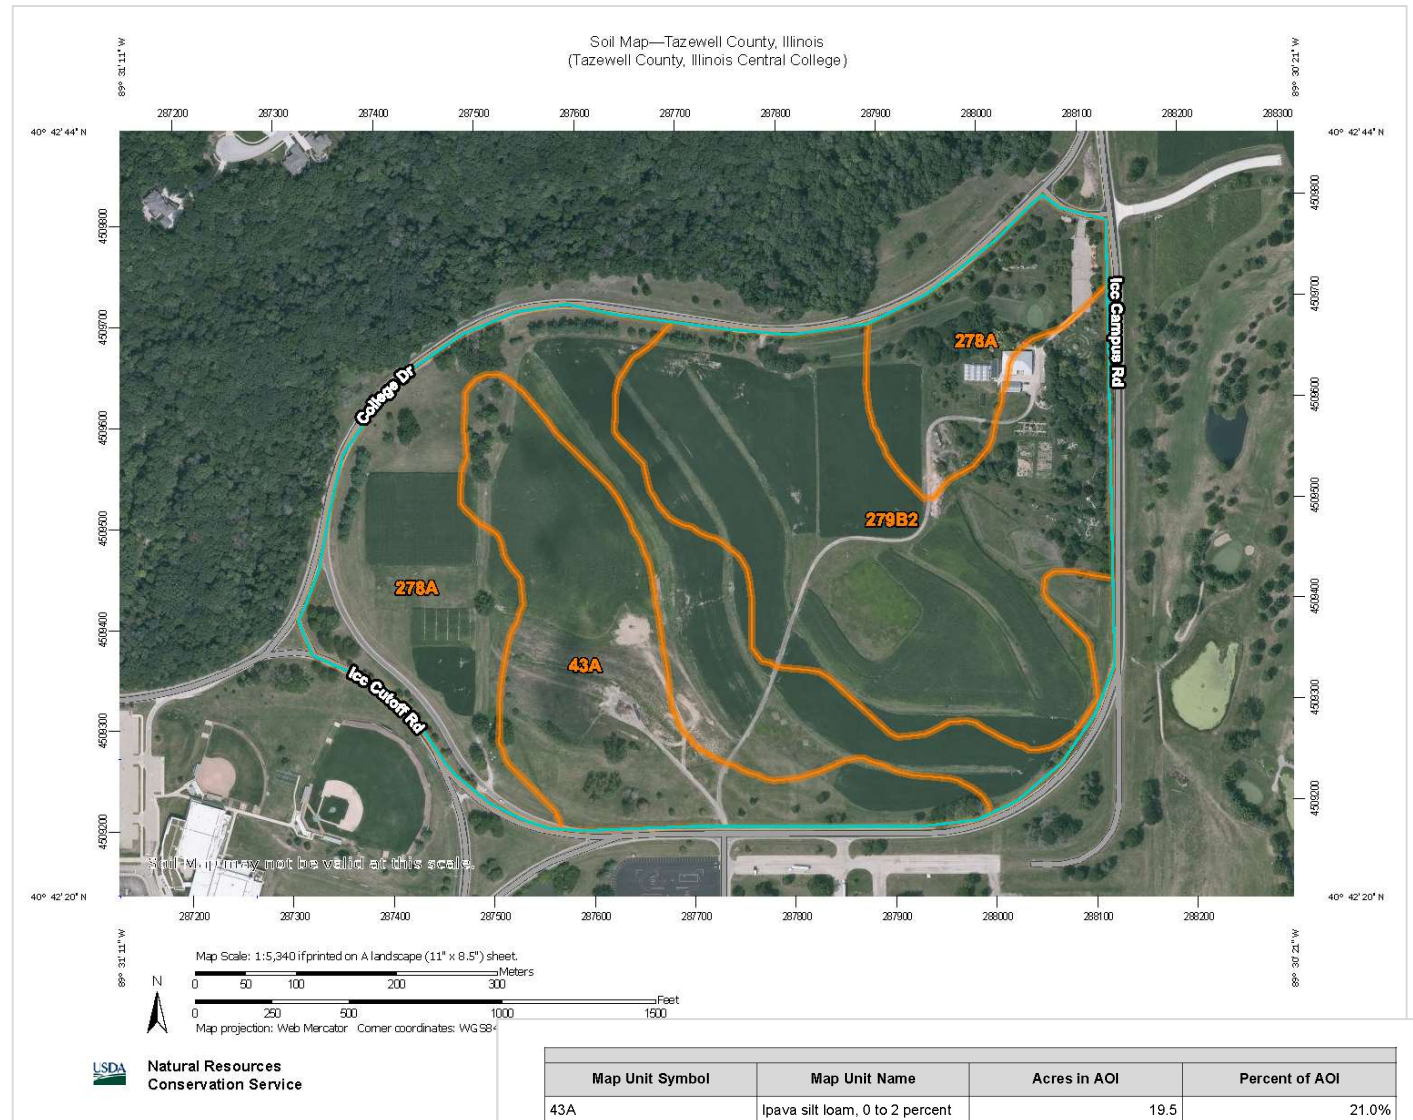 Soil Map—Tazewell County, Illinois
(Tazewell County, Illinois Central College)
89° 31' 11" W
89° 30' 21" W
287200 287300 287400 287500 287600 287700 287800 287900 288000 288100 288200 288300
40° 42' 44" N
40° 42' 44" N
4509800
4509700
4509600
4509500
4509400
4509300
4509200
4509800
4509700
4509600
4509500
4509400
4509300
4509200
Icc Campus Rd
278A
College Dr
279B2
278A
43A
Icc Cutoff Rd
Soil Map may not be valid at this scale.
40° 42' 20" N
40° 42' 20" N
287200 287300 287400 287500 287600 287700 287800 287900 288000 288100 288200
89° 31' 11" W
89° 30' 21" W
Map Scale: 1:5,340 if printed on A landscape (11" x 8.5") sheet.
N
Meters
0 50 100 200 300
Feet
0 250 500 1000 1500
Map projection: Web Mercator Corner coordinates: WGS84
USDA
Natural Resources
Conservation Service
Map Unit Symbol Map Unit Name Acres in AOI Percent of AOI
43A Ipava silt loam, 0 to 2 percent 19.5 21.0%